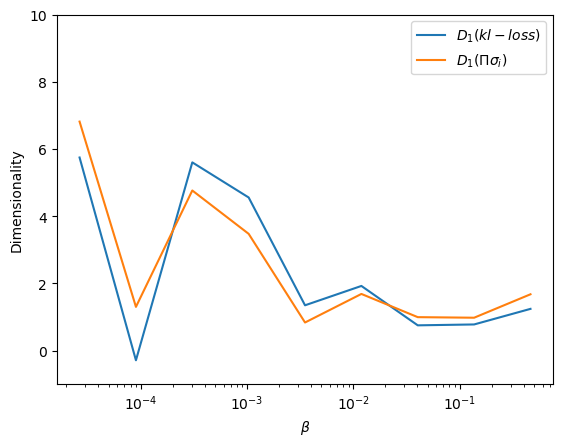 10
8
6
4
2
0
Dimensionality
10⁻⁴
10⁻³
10⁻²
10⁻¹
β
D₁(kl − loss)
D₁(Πσᵢ)